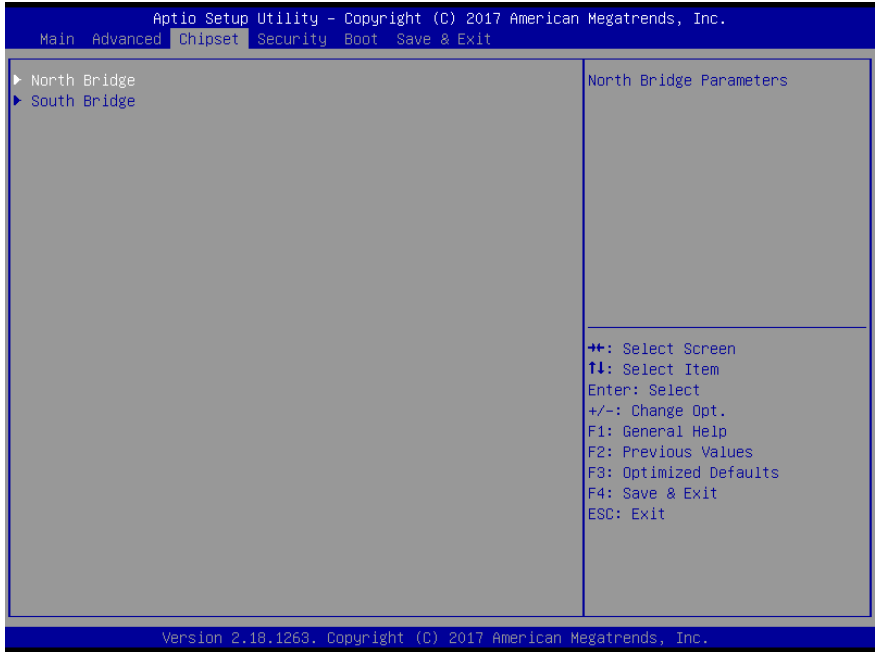 Aptio Setup Utility – Copyright (C) 2017 American Megatrends, Inc.
Main Advanced Chipset Security Boot Save & Exit
▶ North Bridge
▶ South Bridge
North Bridge Parameters
→←: Select Screen
↑↓: Select Item
Enter: Select
+/-: Change Opt.
F1: General Help
F2: Previous Values
F3: Optimized Defaults
F4: Save & Exit
ESC: Exit
Version 2.18.1263. Copyright (C) 2017 American Megatrends, Inc.